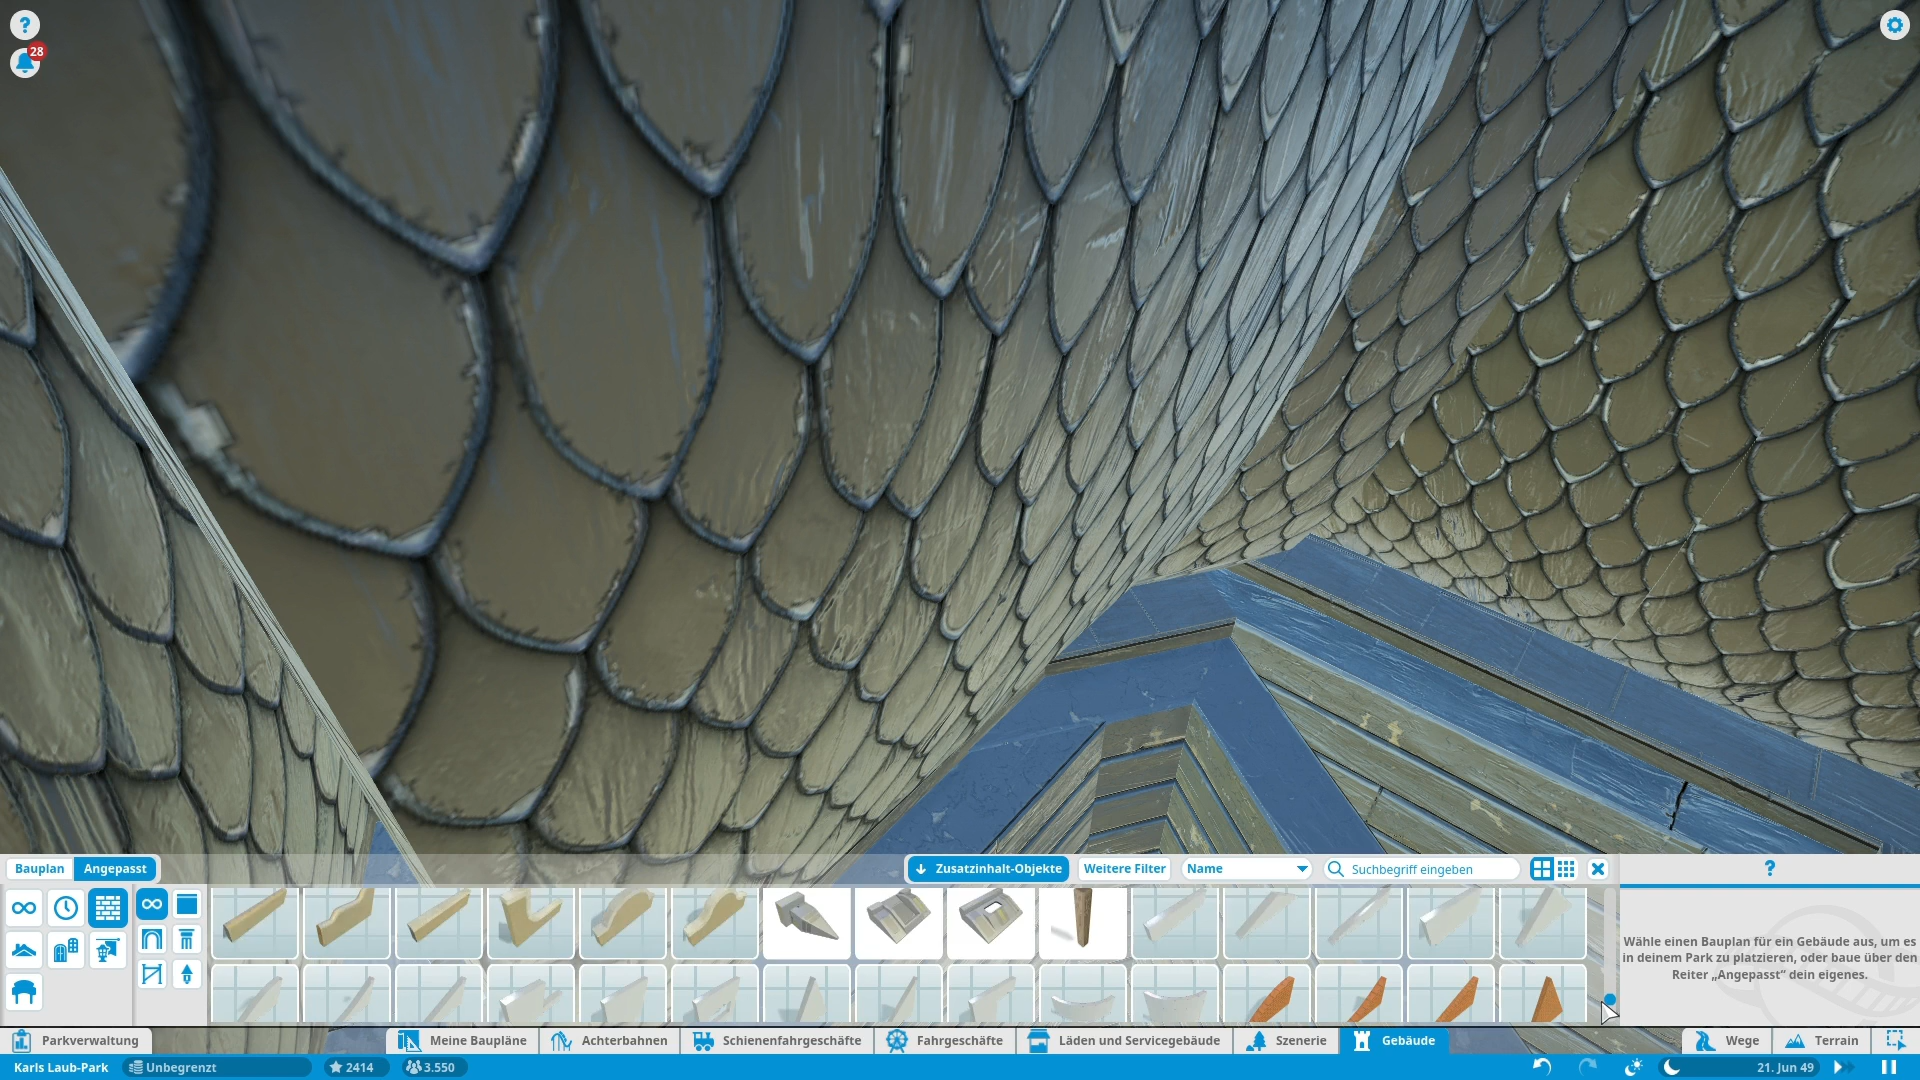 ?
28
Bauplan
Angepasst
Zusatzinhalt-Objekte
Weitere Filter
Name
Suchbegriff eingeben
?
Wähle einen Bauplan für ein Gebäude aus, um es
in deinem Park zu platzieren, oder baue über den
Reiter „Angepasst“ dein eigenes.
Parkverwaltung
Meine Baupläne
Achterbahnen
Schienenfahrgeschäfte
Fahrgeschäfte
Läden und Servicegebäude
Szenerie
Gebäude
Wege
Terrain
Karls Laub-Park
Unbegrenzt
2414
3.550
21. Jun 49